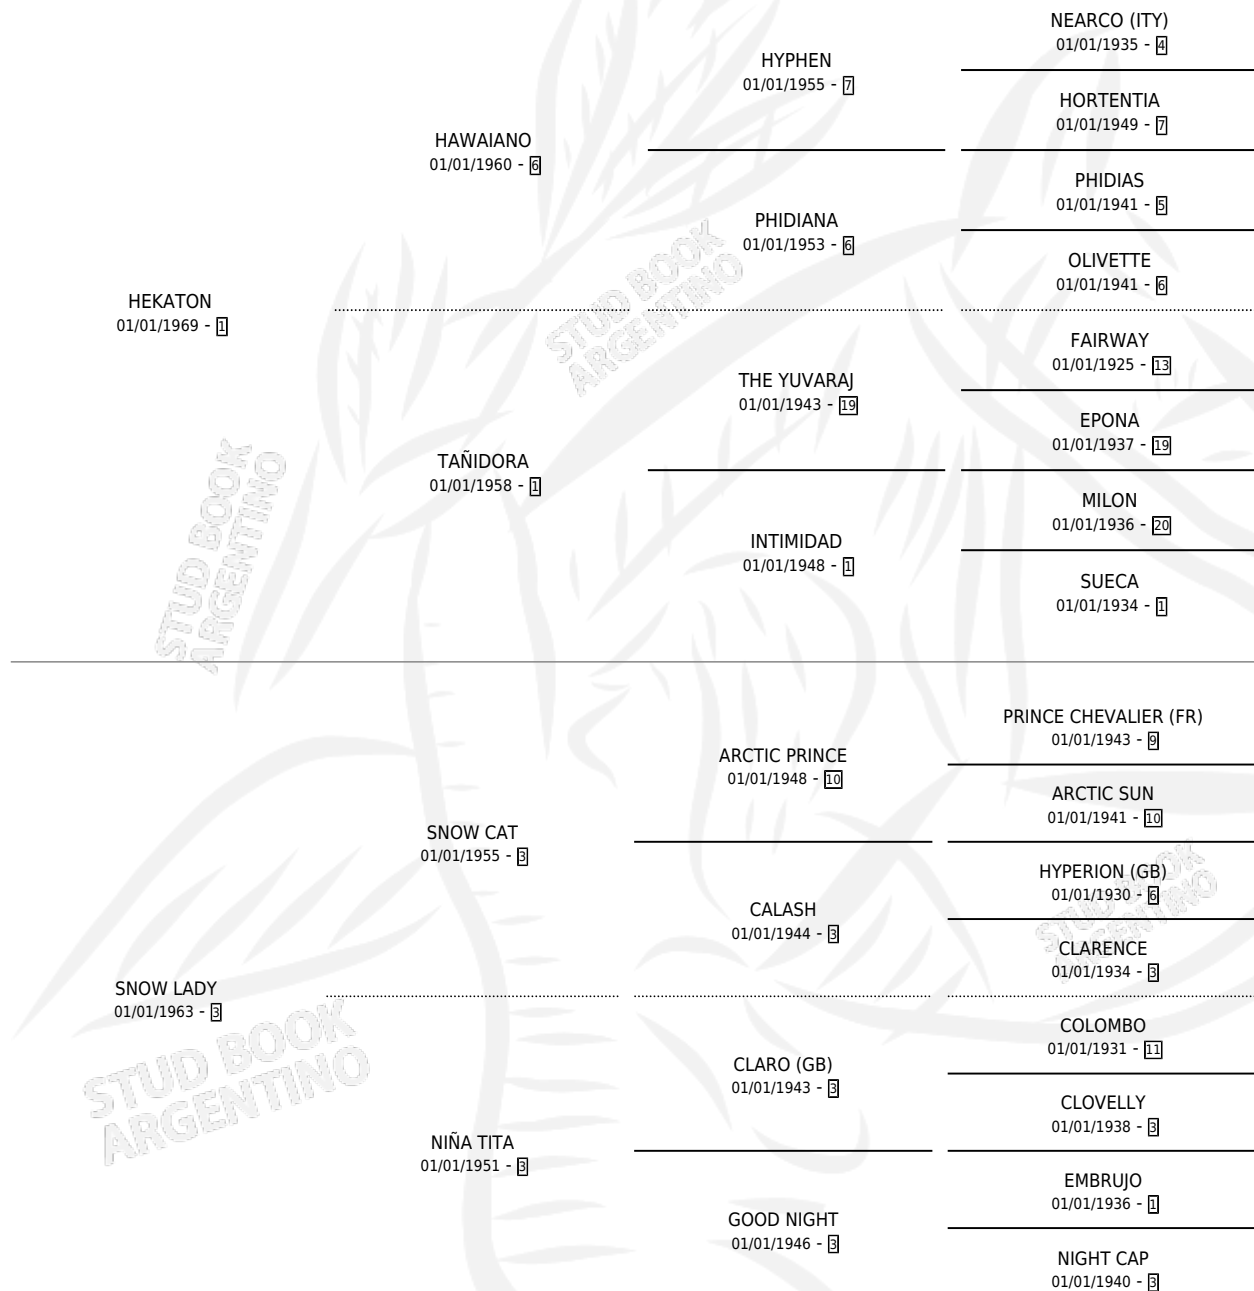 NEARCO (ITY)
01/01/1935 - 4
HYPHEN
01/01/1955 - 7
HORTENTIA
01/01/1949 - 7
HAWAIANO
01/01/1960 - 6
PHIDIAS
01/01/1941 - 5
PHIDIANA
01/01/1953 - 6
OLIVETTE
01/01/1941 - 6
HEKATON
01/01/1969 - 1
FAIRWAY
01/01/1925 - 13
THE YUVARAJ
01/01/1943 - 19
EPONA
01/01/1937 - 19
TAÑIDORA
01/01/1958 - 1
MILON
01/01/1936 - 20
INTIMIDAD
01/01/1948 - 1
SUECA
01/01/1934 - 1
PRINCE CHEVALIER (FR)
01/01/1943 - 9
ARCTIC PRINCE
01/01/1948 - 10
ARCTIC SUN
01/01/1941 - 10
SNOW CAT
01/01/1955 - 3
HYPERION (GB)
01/01/1930 - 6
CALASH
01/01/1944 - 3
CLARENCE
01/01/1934 - 3
SNOW LADY
01/01/1963 - 3
COLOMBO
01/01/1931 - 11
CLARO (GB)
01/01/1943 - 3
CLOVELLY
01/01/1938 - 3
NIÑA TITA
01/01/1951 - 3
EMBRUJO
01/01/1936 - 1
GOOD NIGHT
01/01/1946 - 3
NIGHT CAP
01/01/1940 - 3
STUD BOOK
ARGENTINO
STUD BOOK
ARGENTINO
STUD BOOK
ARGENTINO
STUD BOOK
ARGENTINO